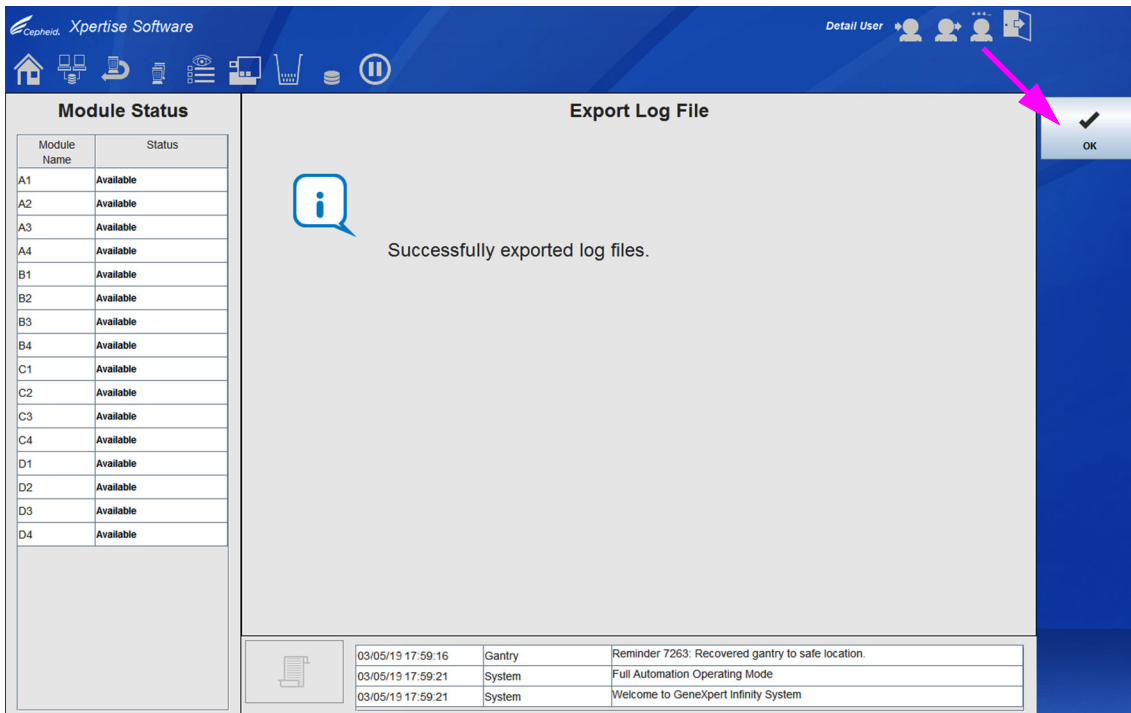 Cepheid. Xpertise Software
Detail User
Module Status
Export Log File
OK
Module Name Status
A1 Available
A2 Available
A3 Available
A4 Available
B1 Available
B2 Available
B3 Available
B4 Available
C1 Available
C2 Available
C3 Available
C4 Available
D1 Available
D2 Available
D3 Available
D4 Available
Successfully exported log files.
03/05/19 17:59:16 Gantry Reminder 7263: Recovered gantry to safe location.
03/05/19 17:59:21 System Full Automation Operating Mode
03/05/19 17:59:21 System Welcome to GeneXpert Infinity System